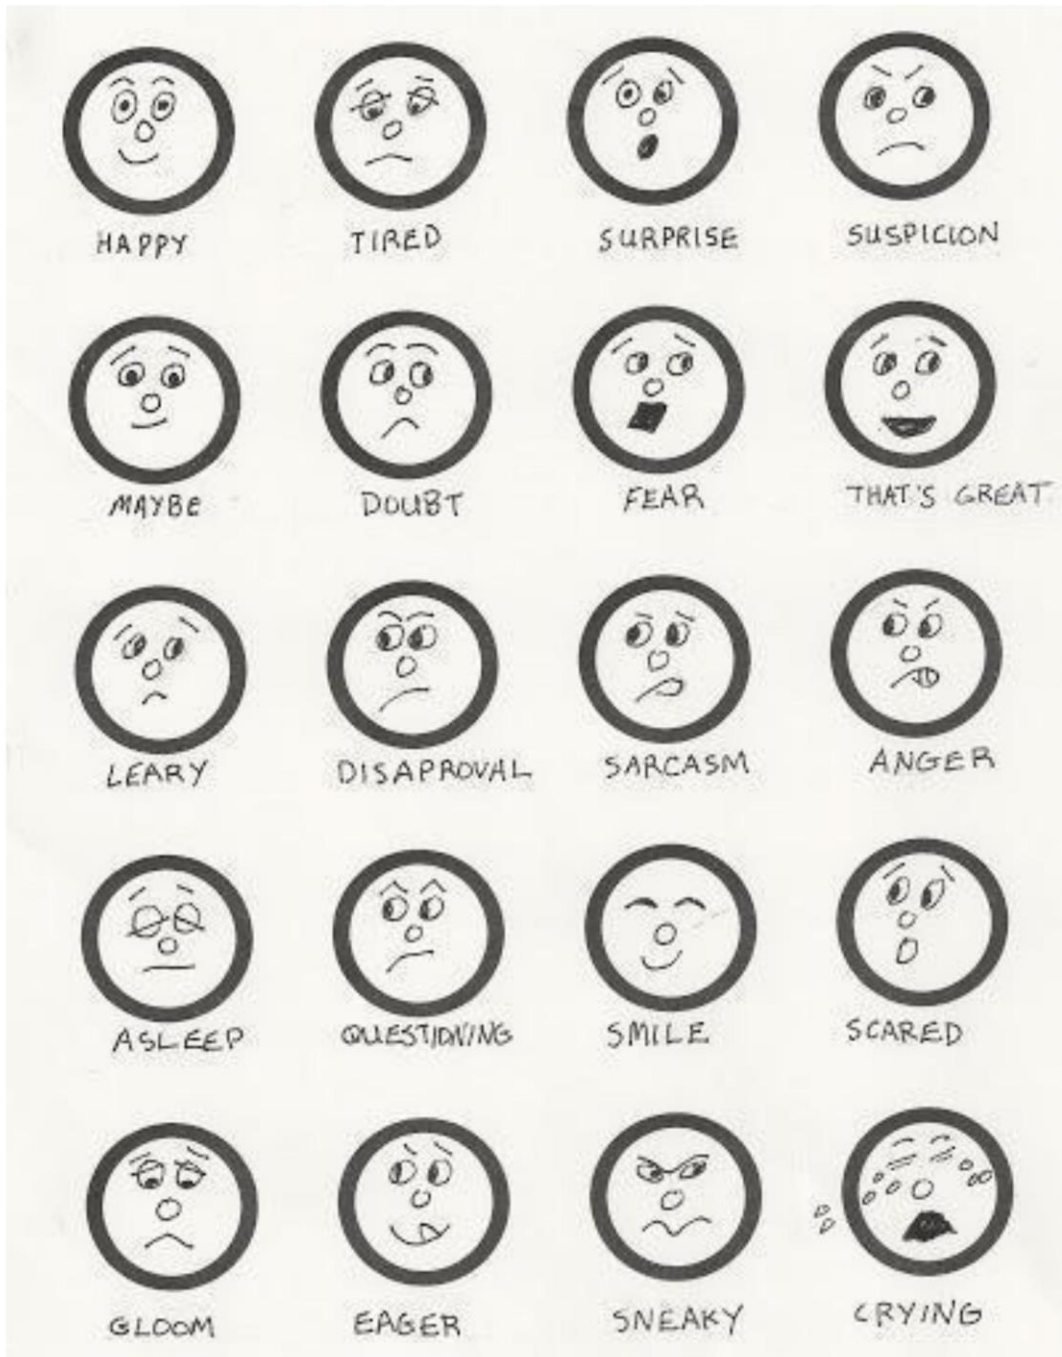 HAPPY TIRED SURPRISE SUSPICION
MAYBE DOUBT FEAR THAT'S GREAT
LEARY DISAPROVAL SARCASM ANGER
ASLEEP QUESTIONING SMILE SCARED
GLOOM EAGER SNEAKY CRYING